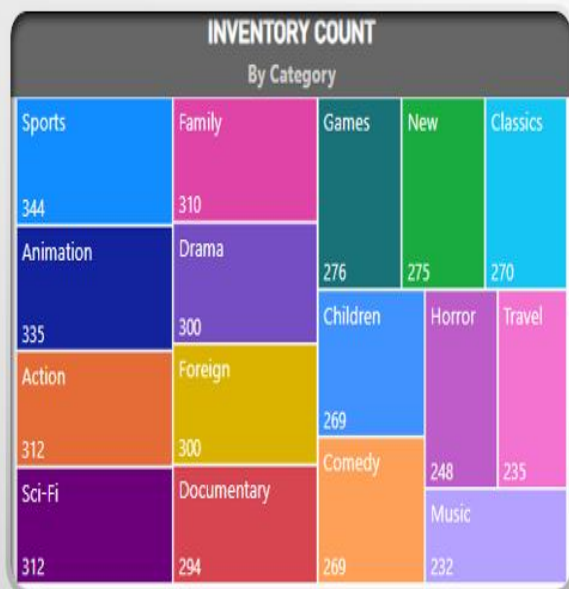 INVENTORY COUNT
By Category
Sports
344
Animation
335
Action
312
Sci-Fi
312
Family
310
Drama
300
Foreign
300
Documentary
294
Games
276
New
275
Classics
270
Children
269
Comedy
269
Horror
248
Travel
235
Music
232